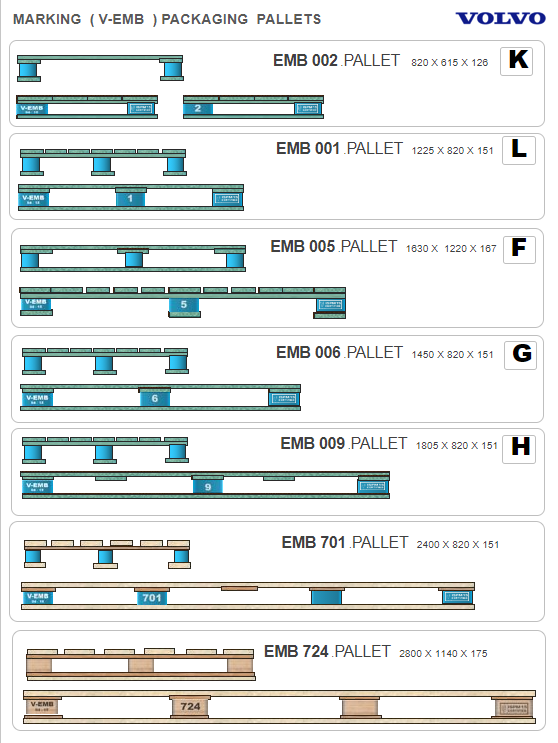 MARKING ( V-EMB ) PACKAGING PALLETS
VOLVO
EMB 002 .PALLET 820 X 615 X 126 K
V-EMB
2
EMB 001 .PALLET 1225 X 820 X 151 L
V-EMB
1
EMB 005 .PALLET 1630 X 1220 X 167 F
V-EMB
5
EMB 006 .PALLET 1450 X 820 X 151 G
V-EMB
6
EMB 009 .PALLET 1805 X 820 X 151 H
V-EMB
9
EMB 701 .PALLET 2400 X 820 X 151
V-EMB
701
EMB 724 .PALLET 2800 X 1140 X 175
V-EMB
724